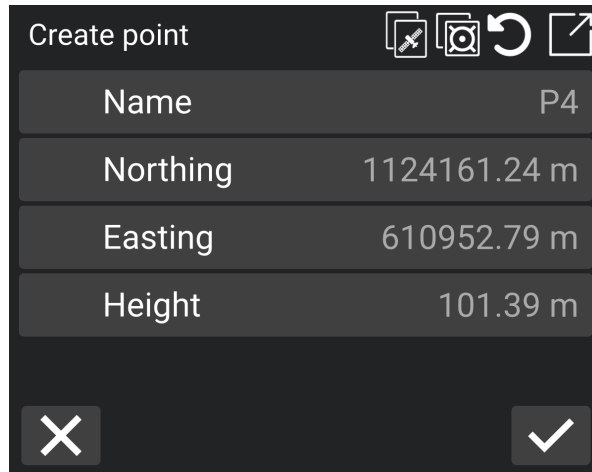 Create point
Name P4
Northing 1124161.24 m
Easting 610952.79 m
Height 101.39 m